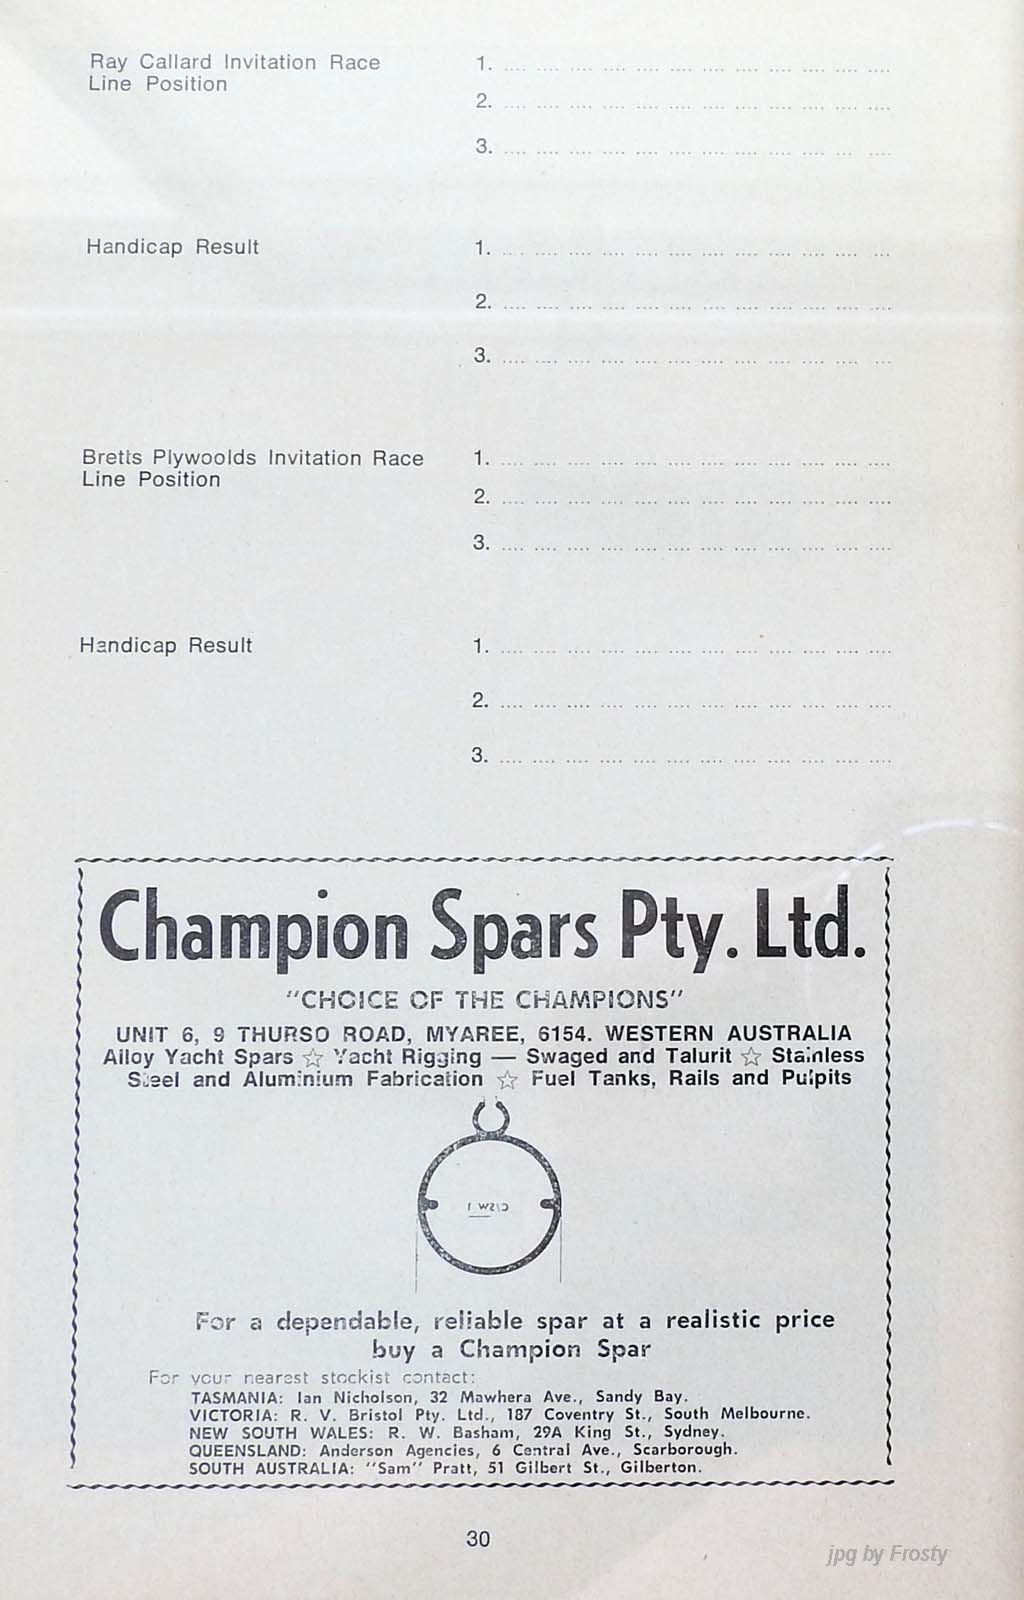 Ray Callard Invitation Race 1. .... .... .... .... .... .... .... .... .... .... .... ....
Line Position
2. .... .... .... .... .... .... .... .... .... .... .... ....
3. .... .... .... .... .... .... .... .... .... .... .... ....
Handicap Result 1. .... .... .... .... .... .... .... .... .... .... .... ...
2. .... .... .... .... .... .... .... .... .... .... .... ....
3. .... .... .... .... .... .... .... .... .... .... .... ...
Bretts Plywoolds Invitation Race 1. .... .... .... .... .... .... .... .... .... .... .... ....
Line Position
2. .... .... .... .... .... .... .... .... .... .... .... ....
3. .... .... .... .... .... .... .... .... .... .... .... ....
Handicap Result 1. .... .... .... .... .... .... .... .... .... .... .... ....
2. .... .... .... .... .... .... .... .... .... .... .... ....
3. .... .... .... .... .... .... .... .... .... .... .... ....
Champion Spars Pty. Ltd.
"CHOICE OF THE CHAMPIONS"
UNIT 6, 9 THURSO ROAD, MYAREE, 6154. WESTERN AUSTRALIA
Alloy Yacht Spars ☆ Yacht Rigging — Swaged and Talurit ☆ Stainless
Steel and Aluminium Fabrication ☆ Fuel Tanks, Rails and Pulpits
For a dependable, reliable spar at a realistic price
buy a Champion Spar
For your nearest stockist contact:
TASMANIA: Ian Nicholson, 32 Mawhera Ave., Sandy Bay.
VICTORIA: R. V. Bristol Pty. Ltd., 187 Coventry St., South Melbourne.
NEW SOUTH WALES: R. W. Basham, 29A King St., Sydney.
QUEENSLAND: Anderson Agencies, 6 Central Ave., Scarborough.
SOUTH AUSTRALIA: "Sam" Pratt, 51 Gilbert St., Gilberton.
30
jpg by Frosty